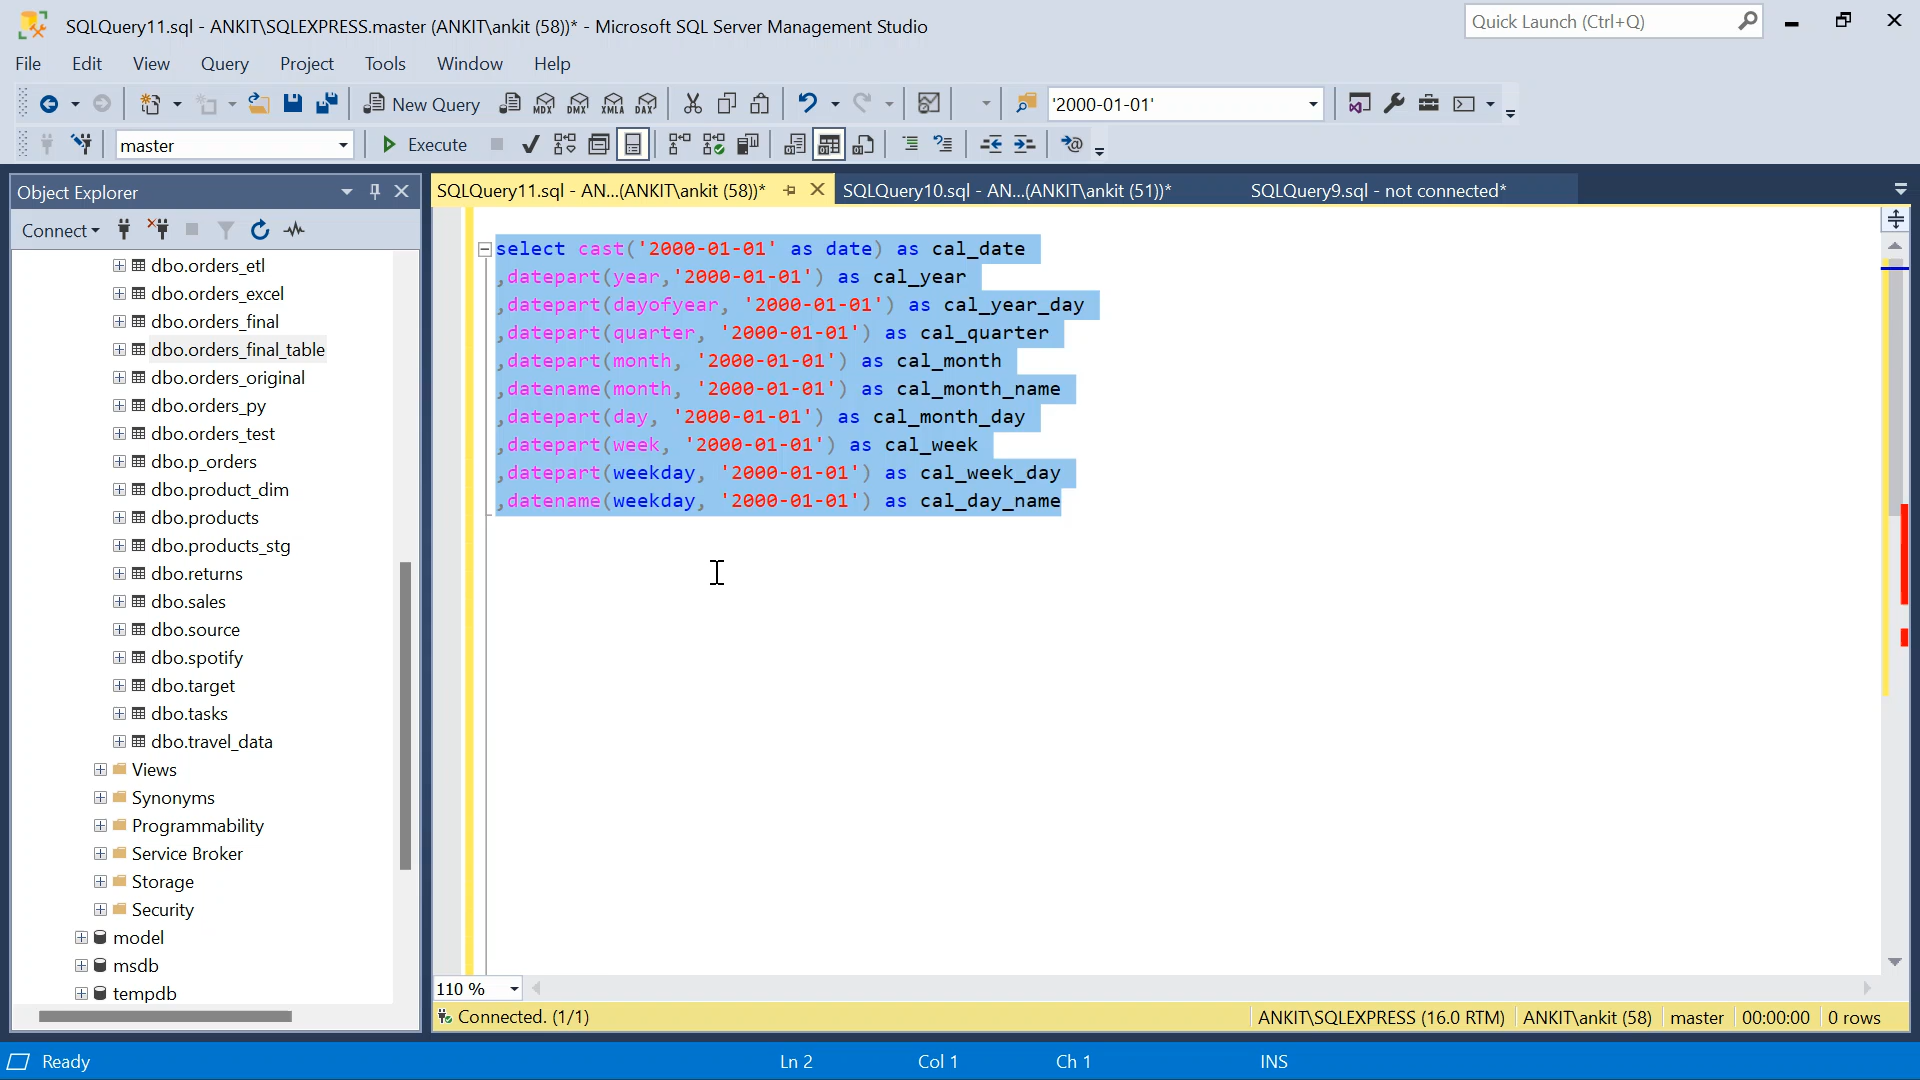 SQLQuery11.sql - ANKIT\SQLEXPRESS.master (ANKIT\ankit (58))* - Microsoft SQL Server Management Studio
Quick Launch (Ctrl+Q)
File Edit View Query Project Tools Window Help
New Query MDX DMX XMLA DAX '2000-01-01'
master Execute
Object Explorer
SQLQuery11.sql - AN...(ANKIT\ankit (58))* SQLQuery10.sql - AN...(ANKIT\ankit (51))* SQLQuery9.sql - not connected*
Connect
dbo.orders_etl
dbo.orders_excel
dbo.orders_final
dbo.orders_final_table
dbo.orders_original
dbo.orders_py
dbo.orders_test
dbo.p_orders
dbo.product_dim
dbo.products
dbo.products_stg
dbo.returns
dbo.sales
dbo.source
dbo.spotify
dbo.target
dbo.tasks
dbo.travel_data
Views
Synonyms
Programmability
Service Broker
Storage
Security
model
msdb
tempdb
select cast('2000-01-01' as date) as cal_date
,datepart(year,'2000-01-01') as cal_year
,datepart(dayofyear, '2000-01-01') as cal_year_day
,datepart(quarter, '2000-01-01') as cal_quarter
,datepart(month, '2000-01-01') as cal_month
,datename(month, '2000-01-01') as cal_month_name
,datepart(day, '2000-01-01') as cal_month_day
,datepart(week, '2000-01-01') as cal_week
,datepart(weekday, '2000-01-01') as cal_week_day
,datename(weekday, '2000-01-01') as cal_day_name
110 %
Connected. (1/1) ANKIT\SQLEXPRESS (16.0 RTM) ANKIT\ankit (58) master 00:00:00 0 rows
Ready Ln 2 Col 1 Ch 1 INS